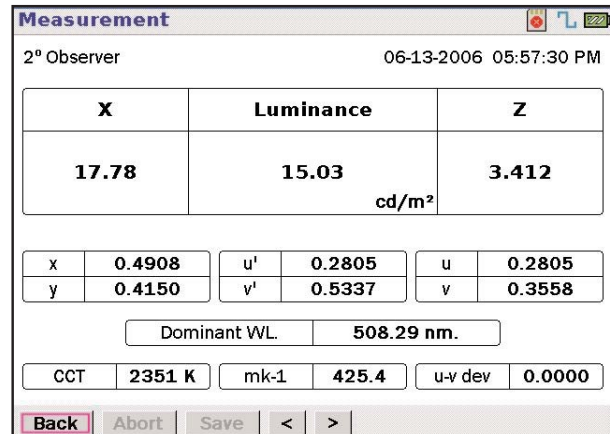 Measurement
2º Observer 06-13-2006 05:57:30 PM
X Luminance Z
17.78 15.03 3.412
cd/m²
x 0.4908 u' 0.2805 u 0.2805
y 0.4150 v' 0.5337 v 0.3558
Dominant WL. 508.29 nm.
CCT 2351 K mk-1 425.4 u-v dev 0.0000
Back Abort Save < >